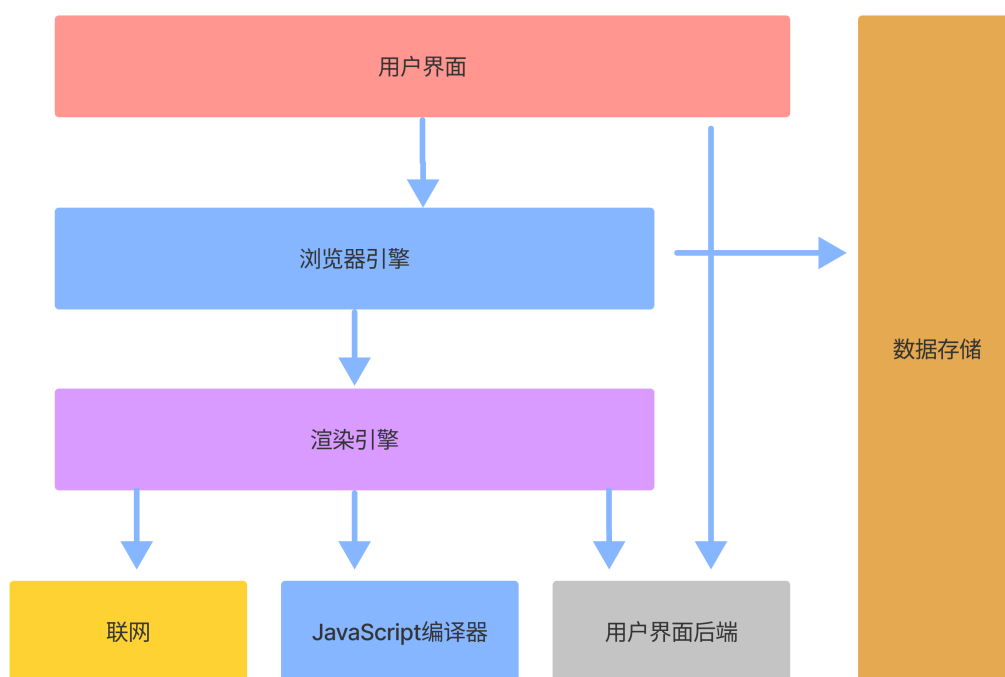 用户界面
浏览器引擎
数据存储
渲染引擎
联网
JavaScript编译器
用户界面后端